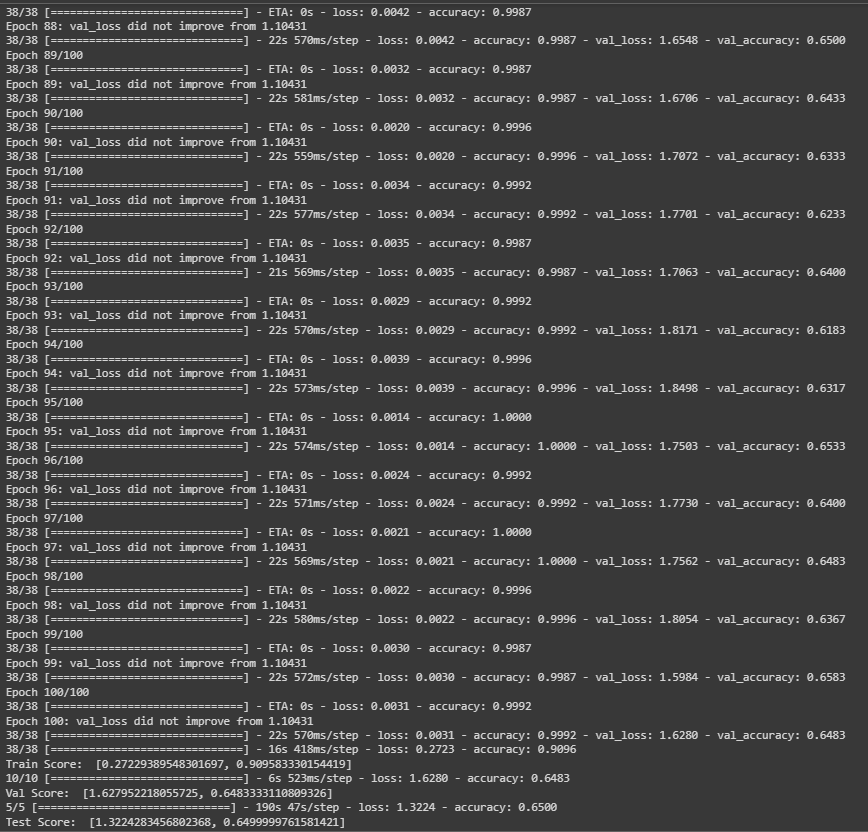 38/38 [==============================] - ETA: 0s - loss: 0.0042 - accuracy: 0.9987
Epoch 88: val_loss did not improve from 1.10431
38/38 [==============================] - 22s 570ms/step - loss: 0.0042 - accuracy: 0.9987 - val_loss: 1.6548 - val_accuracy: 0.6500
Epoch 89/100
38/38 [==============================] - ETA: 0s - loss: 0.0032 - accuracy: 0.9987
Epoch 89: val_loss did not improve from 1.10431
38/38 [==============================] - 22s 581ms/step - loss: 0.0032 - accuracy: 0.9987 - val_loss: 1.6706 - val_accuracy: 0.6433
Epoch 90/100
38/38 [==============================] - ETA: 0s - loss: 0.0020 - accuracy: 0.9996
Epoch 90: val_loss did not improve from 1.10431
38/38 [==============================] - 22s 559ms/step - loss: 0.0020 - accuracy: 0.9996 - val_loss: 1.7072 - val_accuracy: 0.6333
Epoch 91/100
38/38 [==============================] - ETA: 0s - loss: 0.0034 - accuracy: 0.9992
Epoch 91: val_loss did not improve from 1.10431
38/38 [==============================] - 22s 577ms/step - loss: 0.0034 - accuracy: 0.9992 - val_loss: 1.7701 - val_accuracy: 0.6233
Epoch 92/100
38/38 [==============================] - ETA: 0s - loss: 0.0035 - accuracy: 0.9987
Epoch 92: val_loss did not improve from 1.10431
38/38 [==============================] - 21s 569ms/step - loss: 0.0035 - accuracy: 0.9987 - val_loss: 1.7063 - val_accuracy: 0.6400
Epoch 93/100
38/38 [==============================] - ETA: 0s - loss: 0.0029 - accuracy: 0.9992
Epoch 93: val_loss did not improve from 1.10431
38/38 [==============================] - 22s 570ms/step - loss: 0.0029 - accuracy: 0.9992 - val_loss: 1.8171 - val_accuracy: 0.6183
Epoch 94/100
38/38 [==============================] - ETA: 0s - loss: 0.0039 - accuracy: 0.9996
Epoch 94: val_loss did not improve from 1.10431
38/38 [==============================] - 22s 573ms/step - loss: 0.0039 - accuracy: 0.9996 - val_loss: 1.8498 - val_accuracy: 0.6317
Epoch 95/100
38/38 [==============================] - ETA: 0s - loss: 0.0014 - accuracy: 1.0000
Epoch 95: val_loss did not improve from 1.10431
38/38 [==============================] - 22s 574ms/step - loss: 0.0014 - accuracy: 1.0000 - val_loss: 1.7503 - val_accuracy: 0.6533
Epoch 96/100
38/38 [==============================] - ETA: 0s - loss: 0.0024 - accuracy: 0.9992
Epoch 96: val_loss did not improve from 1.10431
38/38 [==============================] - 22s 571ms/step - loss: 0.0024 - accuracy: 0.9992 - val_loss: 1.7730 - val_accuracy: 0.6400
Epoch 97/100
38/38 [==============================] - ETA: 0s - loss: 0.0021 - accuracy: 1.0000
Epoch 97: val_loss did not improve from 1.10431
38/38 [==============================] - 22s 569ms/step - loss: 0.0021 - accuracy: 1.0000 - val_loss: 1.7562 - val_accuracy: 0.6483
Epoch 98/100
38/38 [==============================] - ETA: 0s - loss: 0.0022 - accuracy: 0.9996
Epoch 98: val_loss did not improve from 1.10431
38/38 [==============================] - 22s 580ms/step - loss: 0.0022 - accuracy: 0.9996 - val_loss: 1.8054 - val_accuracy: 0.6367
Epoch 99/100
38/38 [==============================] - ETA: 0s - loss: 0.0030 - accuracy: 0.9987
Epoch 99: val_loss did not improve from 1.10431
38/38 [==============================] - 22s 572ms/step - loss: 0.0030 - accuracy: 0.9987 - val_loss: 1.5984 - val_accuracy: 0.6583
Epoch 100/100
38/38 [==============================] - ETA: 0s - loss: 0.0031 - accuracy: 0.9992
Epoch 100: val_loss did not improve from 1.10431
38/38 [==============================] - 22s 570ms/step - loss: 0.0031 - accuracy: 0.9992 - val_loss: 1.6280 - val_accuracy: 0.6483
38/38 [==============================] - 16s 418ms/step - loss: 0.2723 - accuracy: 0.9096
Train Score:  [0.27229389548301697, 0.909583330154419]
10/10 [==============================] - 6s 523ms/step - loss: 1.6280 - accuracy: 0.6483
Val Score:  [1.627952218055725, 0.6483333110809326]
5/5 [==============================] - 190s 47s/step - loss: 1.3224 - accuracy: 0.6500
Test Score:  [1.3224283456802368, 0.6499999761581421]